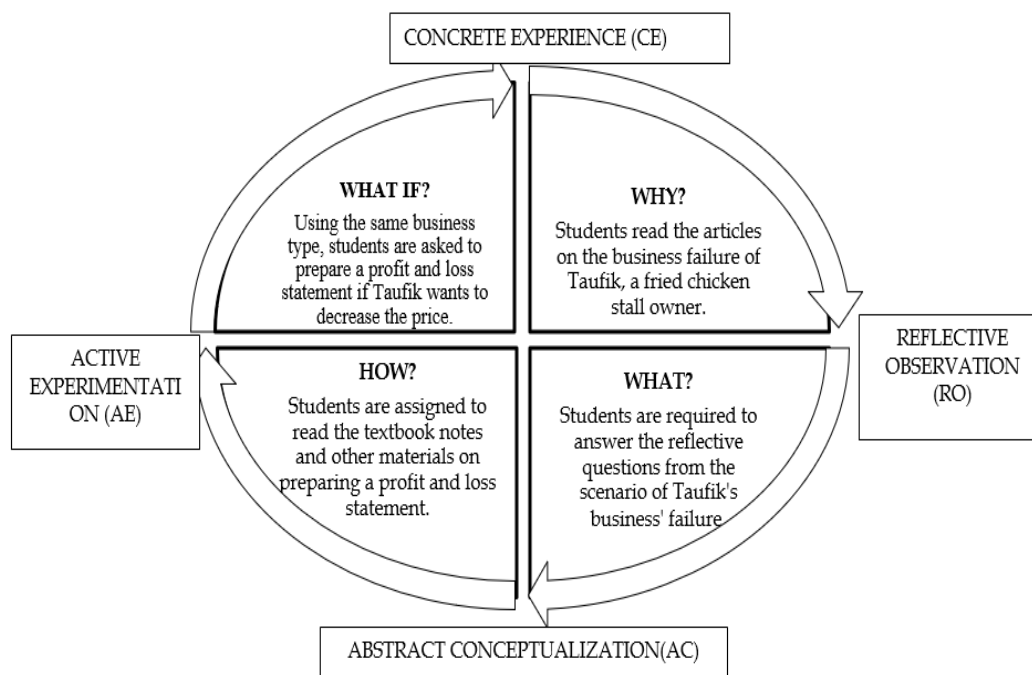 CONCRETE EXPERIENCE (CE)
WHAT IF?
Using the same business
type, students are asked to
prepare a profit and loss
statement if Taufik wants to
decrease the price.
WHY?
Students read the articles
on the business failure of
Taufik, a fried chicken
stall owner.
ACTIVE
EXPERIMENTATI
ON (AE)
REFLECTIVE
OBSERVATION
(RO)
HOW?
Students are assigned to
read the textbook notes
and other materials on
preparing a profit and loss
statement.
WHAT?
Students are required to
answer the reflective
questions from the
scenario of Taufik's
business' failure
ABSTRACT CONCEPTUALIZATION(AC)